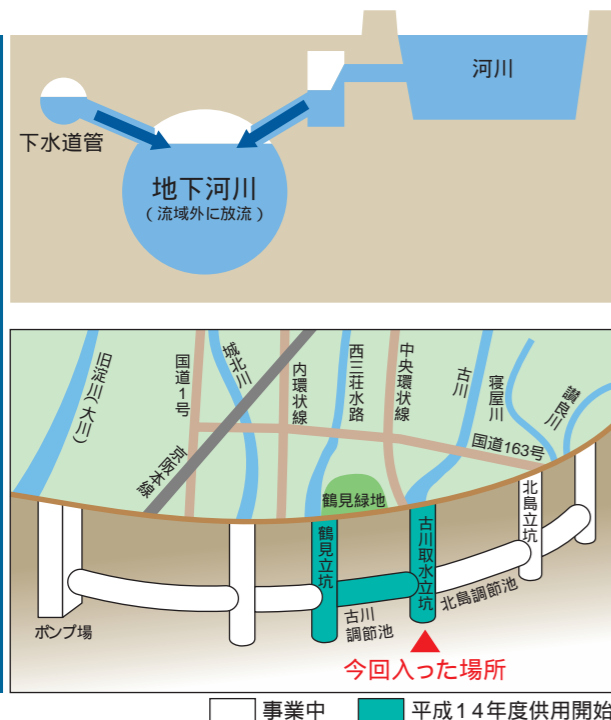 河川
下水道管
地下河川
（流域外に放流）
旧淀川（大川）
国道1号
城北川
京阪本線
内環状線
西三荘水路
中央環状線
古川
寝屋川
讃良川
国道163号
鶴見緑地
鶴見立坑
古川取水立坑
北島立坑
ポンプ場
古川
調節池
北島調節池
今回入った場所
事業中
平成14年度供用開始